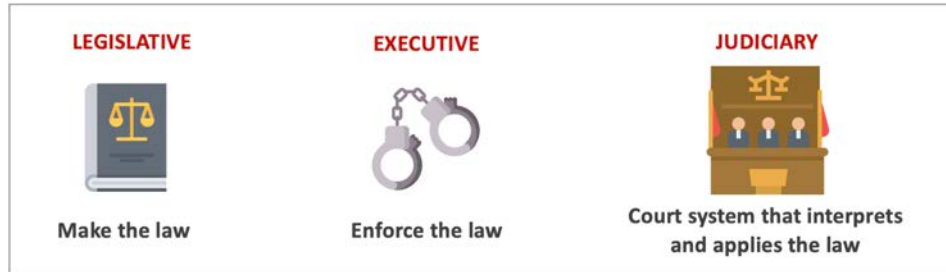 LEGISLATIVE
EXECUTIVE
JUDICIARY
Make the law
Enforce the law
Court system that interprets
and applies the law